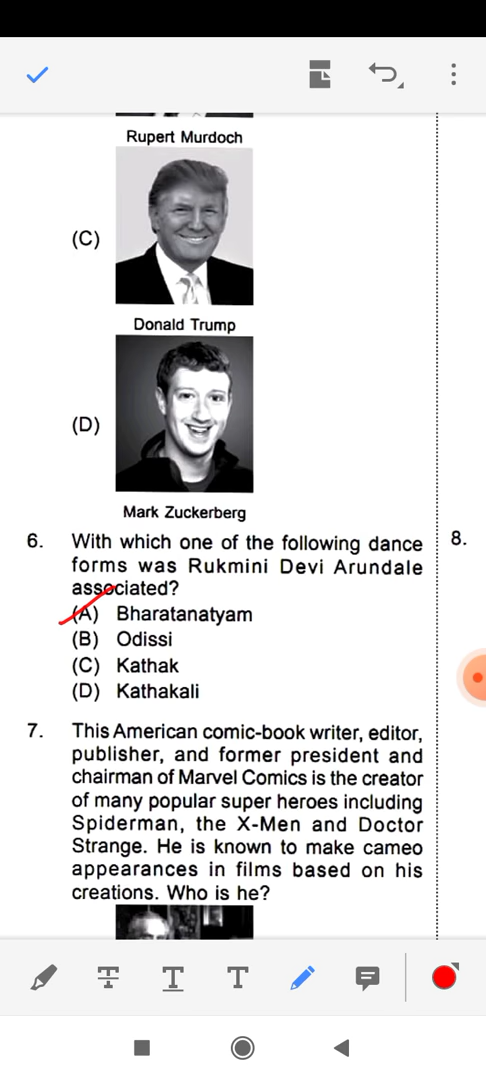 Rupert Murdoch
(C)
Donald Trump
(D)
Mark Zuckerberg
6. With which one of the following dance
forms was Rukmini Devi Arundale
associated?
(A) Bharatanatyam
(B) Odissi
(C) Kathak
(D) Kathakali
7. This American comic-book writer, editor,
publisher, and former president and
chairman of Marvel Comics is the creator
of many popular super heroes including
Spiderman, the X-Men and Doctor
Strange. He is known to make cameo
appearances in films based on his
creations. Who is he?
8.
T
T
T